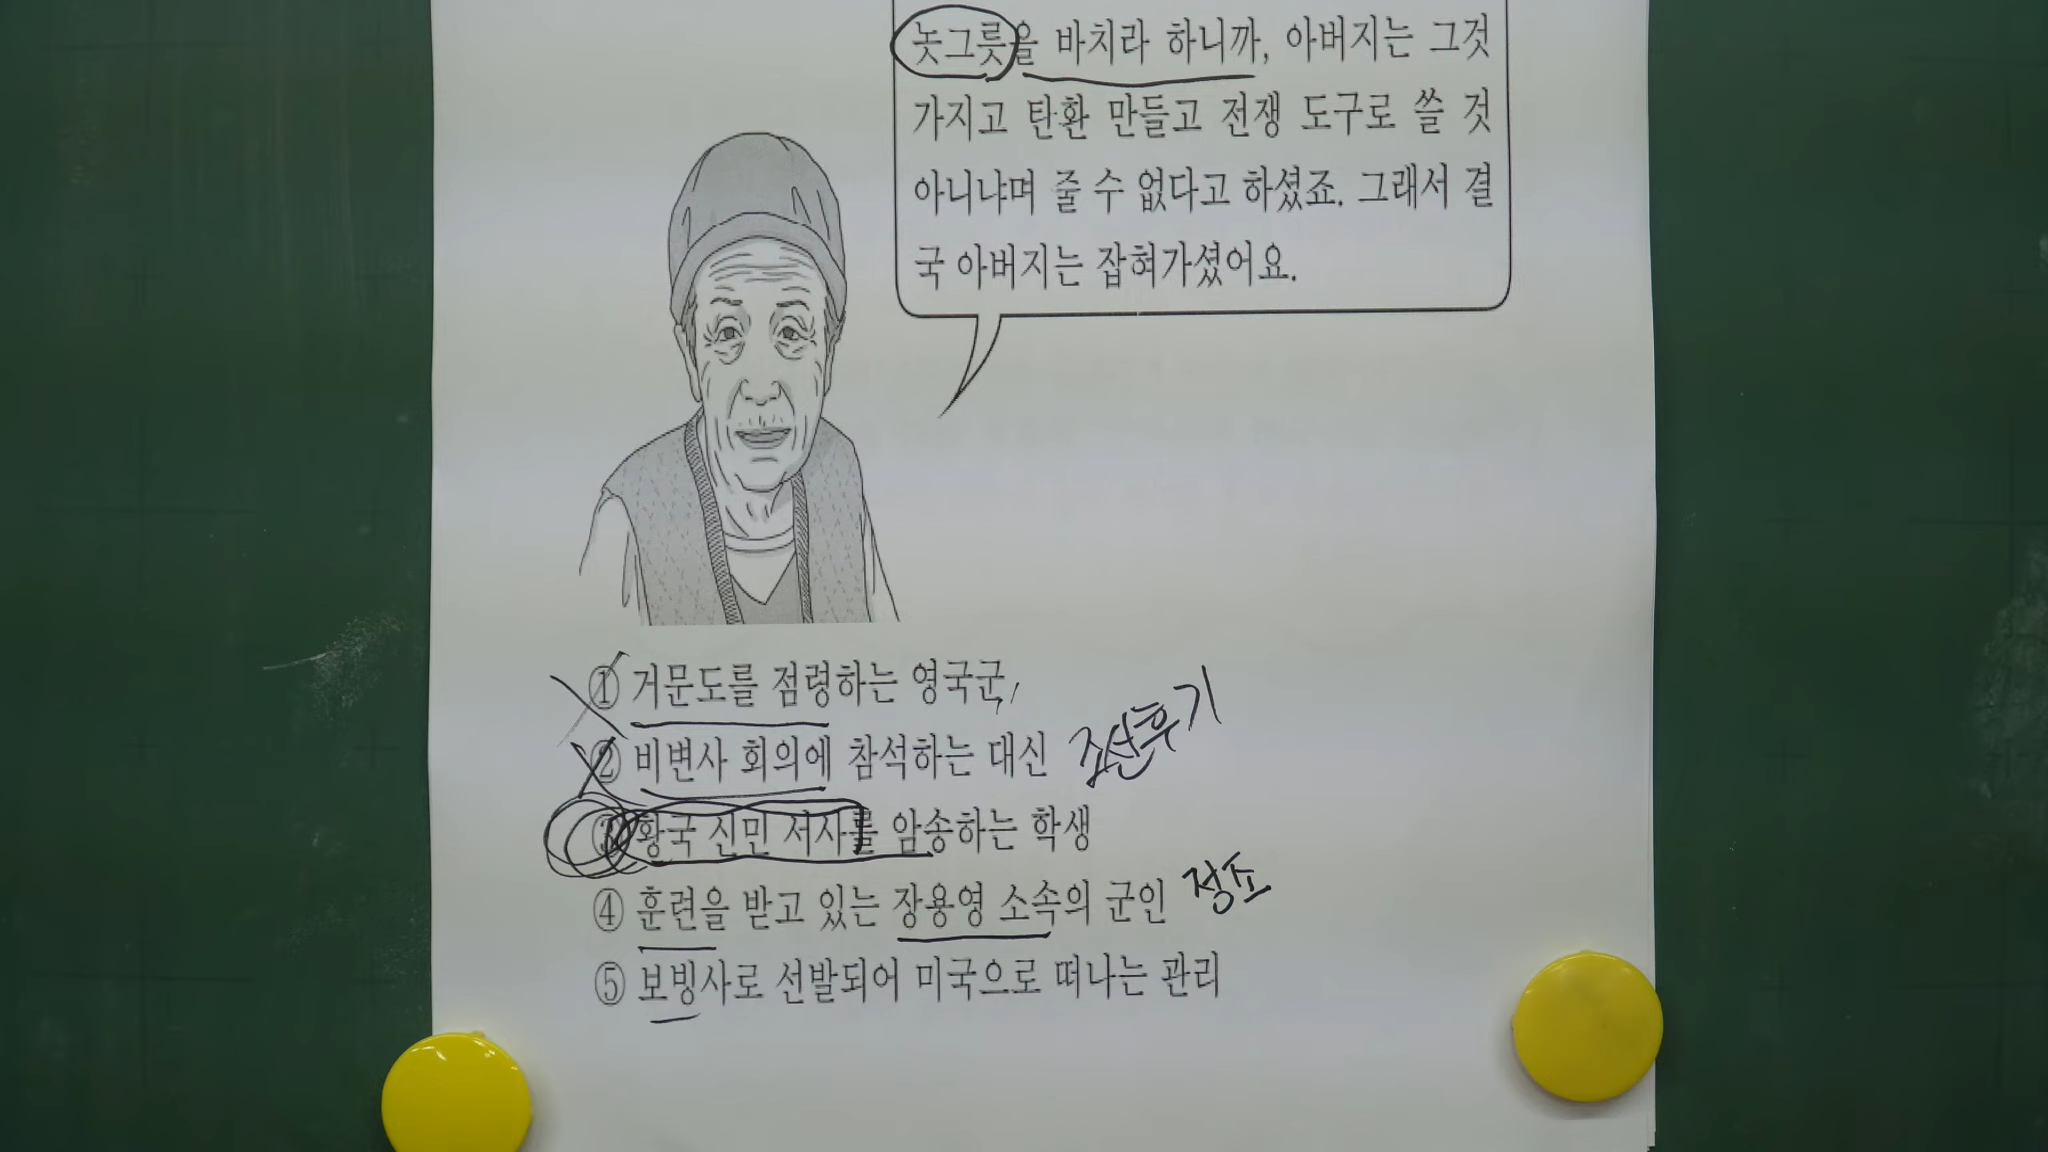 놋그릇을 바치라 하니까, 아버지는 그것
가지고 탄환 만들고 전쟁 도구로 쓸 것
아니냐며 줄 수 없다고 하셨죠. 그래서 결
국 아버지는 잡혀가셨어요.
① 거문도를 점령하는 영국군
② 비변사 회의에 참석하는 대신 조선후기
③ 황국 신민 서사를 암송하는 학생
④ 훈련을 받고 있는 장용영 소속의 군인 정조
⑤ 보빙사로 선발되어 미국으로 떠나는 관리